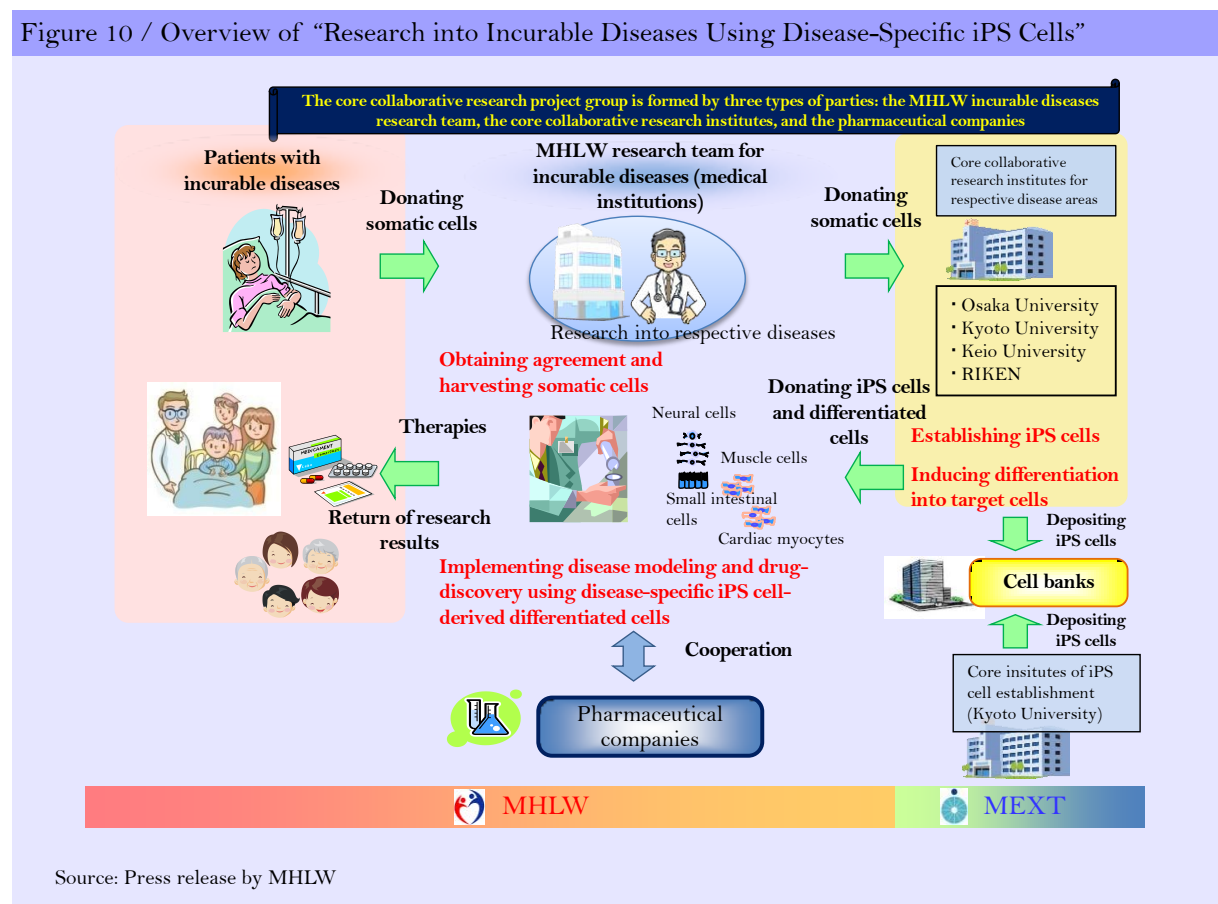 Figure 10 / Overview of “Research into Incurable Diseases Using Disease-Specific iPS Cells”
The core collaborative research project group is formed by three types of parties: the MHLW incurable diseases
research team, the core collaborative research institutes, and the pharmaceutical companies
Patients with
incurable diseases
Donating
somatic cells
MHLW research team for
incurable diseases (medical
institutions)
Research into respective diseases
Obtaining agreement and
harvesting somatic cells
Donating
somatic cells
Core collaborative
research institutes for
respective disease areas
・Osaka University
・Kyoto University
・Keio University
・RIKEN
Establishing iPS cells
Inducing differentiation
into target cells
Donating iPS cells
and differentiated
cells
Neural cells
Muscle cells
Small intestinal
cells
Cardiac myocytes
Implementing disease modeling and drug-
discovery using disease-specific iPS cell-
derived differentiated cells
Therapies
MEDICAMENT
Return of research
results
Cooperation
Pharmaceutical
companies
Depositing
iPS cells
Cell banks
Depositing
iPS cells
Core insitutes of iPS
cell establishment
(Kyoto University)
MHLW
MEXT
Source: Press release by MHLW